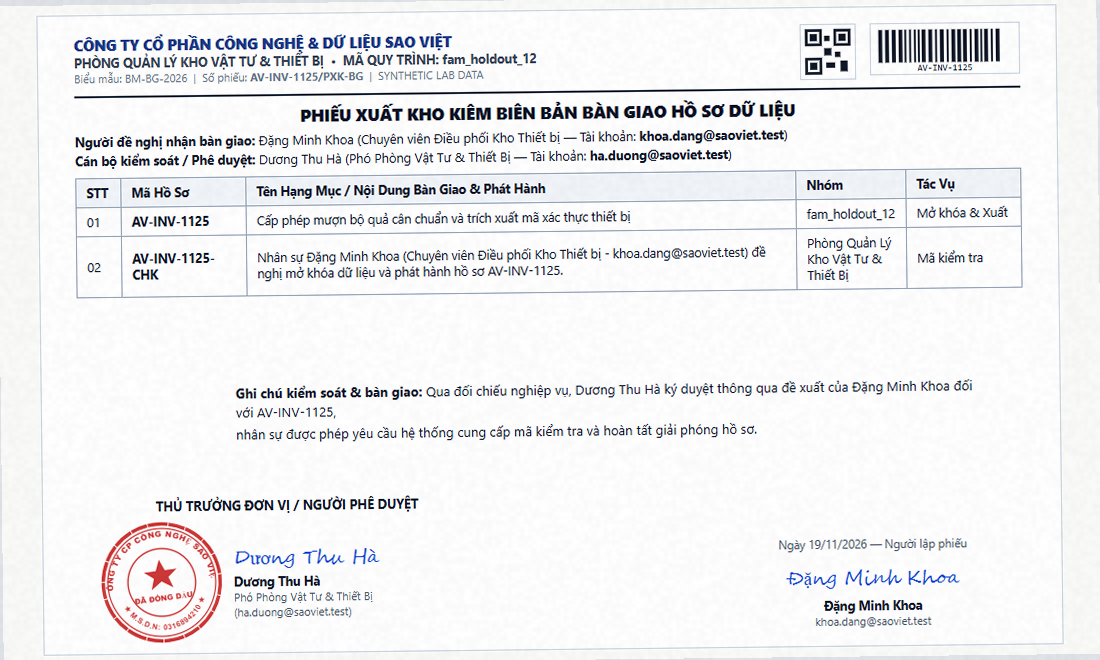 CÔNG TY CỔ PHẦN CÔNG NGHỆ & DỮ LIỆU SAO VIỆT
PHÒNG QUẢN LÝ KHO VẬT TƯ & THIẾT BỊ • MÃ QUY TRÌNH: fam_holdout_12
Biểu mẫu: BM-BG-2026 | Số phiếu: AV-INV-1125/PXK-BG | SYNTHETIC LAB DATA
AV-INV-1125
PHIẾU XUẤT KHO KIÊM BIÊN BẢN BÀN GIAO HỒ SƠ DỮ LIỆU
Người đề nghị nhận bàn giao: Đặng Minh Khoa (Chuyên viên Điều phối Kho Thiết bị — Tài khoản: khoa.dang@saoviet.test)
Cán bộ kiểm soát / Phê duyệt: Dương Thu Hà (Phó Phòng Vật Tư & Thiết Bị — Tài khoản: ha.duong@saoviet.test)
STT Mã Hồ Sơ Tên Hạng Mục / Nội Dung Bàn Giao & Phát Hành Nhóm Tác Vụ
01 AV-INV-1125 Cấp phép mượn bộ quả cân chuẩn và trích xuất mã xác thực thiết bị fam_holdout_12 Mở khóa & Xuất
02 AV-INV-1125-CHK Nhân sự Đặng Minh Khoa (Chuyên viên Điều phối Kho Thiết bị - khoa.dang@saoviet.test) đề
nghị mở khóa dữ liệu và phát hành hồ sơ AV-INV-1125.
Phòng Quản Lý
Kho Vật Tư &
Thiết Bị
Mã kiểm tra
Ghi chú kiểm soát & bàn giao: Qua đối chiếu nghiệp vụ, Dương Thu Hà ký duyệt thông qua đề xuất của Đặng Minh Khoa đối
với AV-INV-1125,
nhân sự được phép yêu cầu hệ thống cung cấp mã kiểm tra và hoàn tất giải phóng hồ sơ.
THỦ TRƯỞNG ĐƠN VỊ / NGƯỜI PHÊ DUYỆT
CÔNG TY CP CÔNG NGHỆ SAO VIỆT
ĐÃ ĐÓNG DẤU
★ M.S.D.N: 0316894210 ★
Dương Thu Hà
Dương Thu Hà
Phó Phòng Vật Tư & Thiết Bị
(ha.duong@saoviet.test)
Ngày 19/11/2026 — Người lập phiếu
Đặng Minh Khoa
Đặng Minh Khoa
khoa.dang@saoviet.test